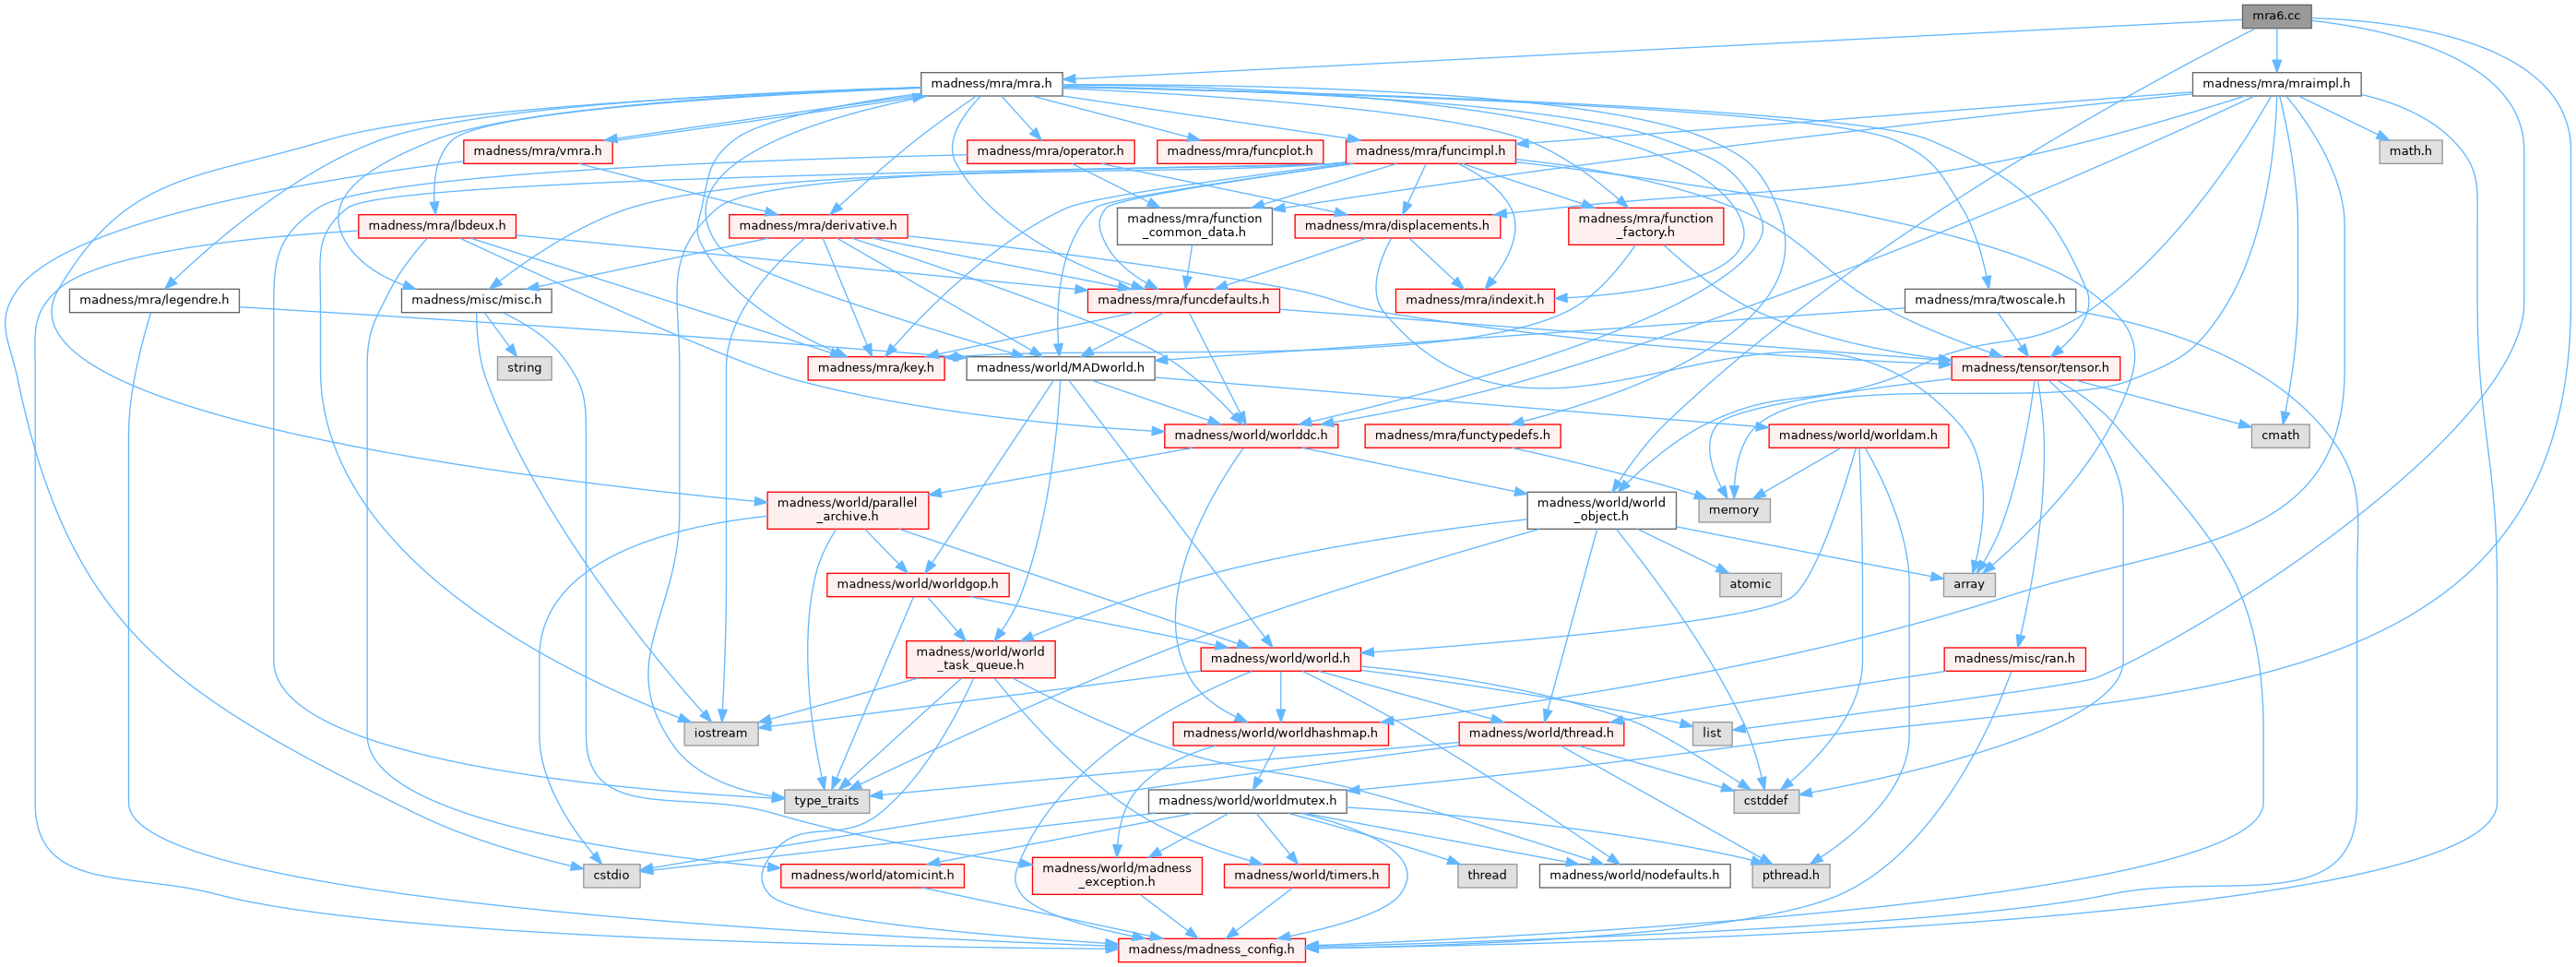 mra6.cc
madness/mra/mra.h
madness/mra/mraimpl.h
madness/mra/vmra.h
madness/mra/operator.h
madness/mra/funcplot.h
madness/mra/funcimpl.h
math.h
madness/mra/lbdeux.h
madness/mra/derivative.h
madness/mra/function
_common_data.h
madness/mra/displacements.h
madness/mra/function
_factory.h
madness/mra/legendre.h
madness/misc/misc.h
madness/mra/funcdefaults.h
madness/mra/indexit.h
madness/mra/twoscale.h
string
madness/mra/key.h
madness/world/MADworld.h
madness/tensor/tensor.h
madness/world/worlddc.h
madness/mra/functypedefs.h
madness/world/worldam.h
cmath
madness/world/parallel
_archive.h
madness/world/world
_object.h
memory
madness/world/worldgop.h
atomic
array
madness/world/world
_task_queue.h
madness/world/world.h
madness/misc/ran.h
iostream
madness/world/worldhashmap.h
madness/world/thread.h
list
type_traits
madness/world/worldmutex.h
cstddef
cstdio
madness/world/atomicint.h
madness/world/madness
_exception.h
madness/world/timers.h
thread
madness/world/nodefaults.h
pthread.h
madness/madness_config.h